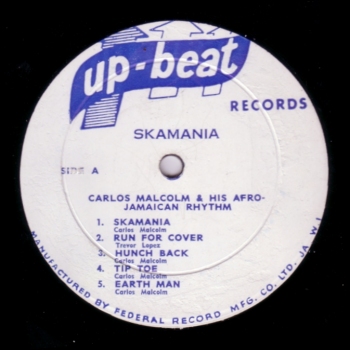 up-beat
RECORDS
SKAMANIA
SIDE A
CARLOS MALCOLM & HIS AFRO-
JAMAICAN RHYTHM
1. SKAMANIA
Carlos Malcolm
2. RUN FOR COVER
Trevor Lopez
3. HUNCH BACK
Carlos Malcolm
4. TIP TOE
Carlos Malcolm
5. EARTH MAN
Carlos Malcolm
MANUFACTURED BY FEDERAL RECORD MFG. CO. LTD. JA. W.I.